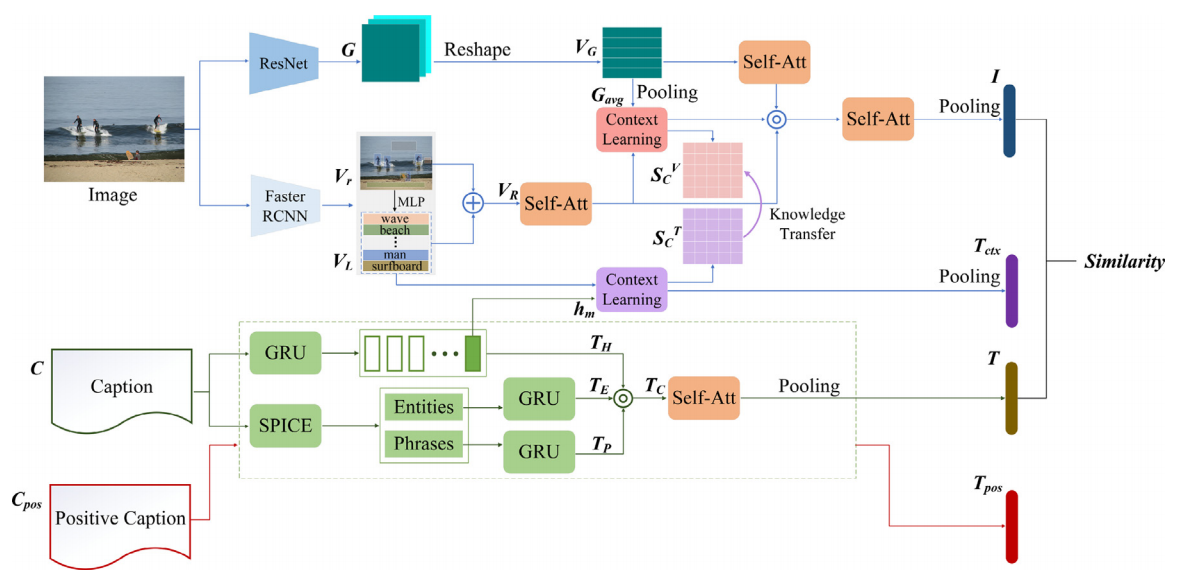 ResNet
G
Reshape
V_G
Self-Att
G_avg
Pooling
Context
Learning
Self-Att
Pooling
I
Image
Faster
RCNN
V_r
MLP
wave
beach
man
surfboard
V_L
V_R
Self-Att
S_C^V
S_C^T
Knowledge
Transfer
Context
Learning
h_m
T_ctx
Pooling
Similarity
C
Caption
GRU
T_H
SPICE
Entities
Phrases
GRU
T_E
GRU
T_P
T_C
Self-Att
Pooling
T
C_pos
Positive Caption
T_pos